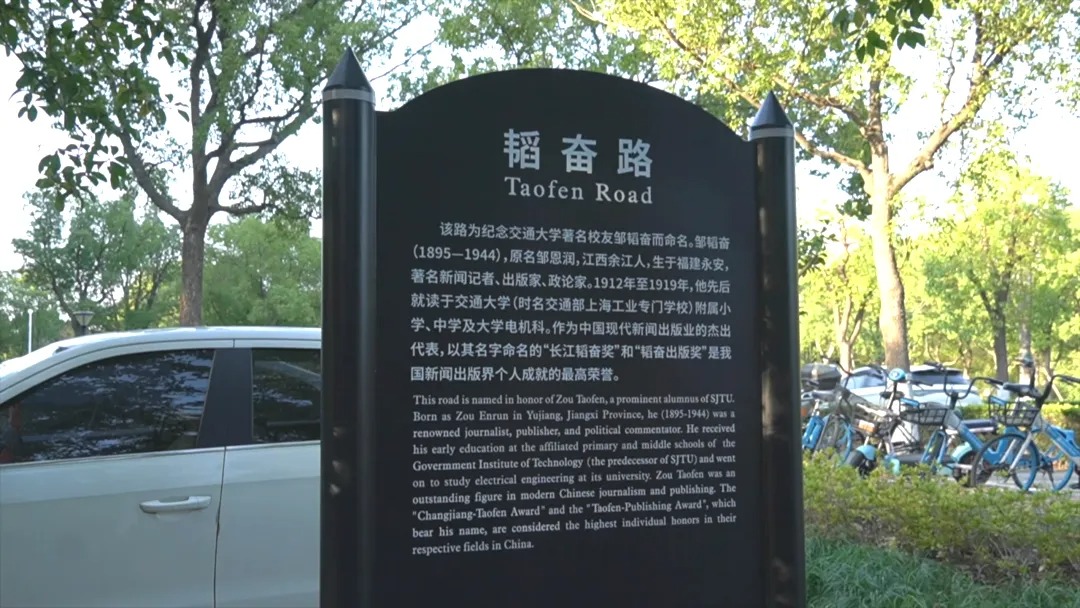 韬奋路
Taofen Road
该路为纪念交通大学著名校友邹韬奋而命名。邹韬奋
（1895—1944），原名邹恩润，江西余江人，生于福建永安，
著名新闻记者、出版家、政论家。1912年至1919年，他先后
就读于交通大学（时名交通部上海工业专门学校）附属小
学、中学及大学电机科。作为中国现代新闻出版业的杰出
代表，以其名字命名的“长江韬奋奖”和“韬奋出版奖”是我
国新闻出版界个人成就的最高荣誉。
This road is named in honor of Zou Taofen, a prominent alumnus of SJTU.
Born as Zou Enrun in Yujiang, Jiangxi Province, he (1895-1944) was a
renowned journalist, publisher, and political commentator. He received
his early education at the affiliated primary and middle schools of the
Govermment Institute of Technology (the predecessor of SJTU) and went
on to study electrical engineering at its university. Zou Taofen was an
outstanding figure in modern Chinese journalism and publishing. The
"Changjiang-Taofen Award" and the "Taofen-Publishing Award", which
bear his name, are considered the highest individual honors in their
respective fields in China.